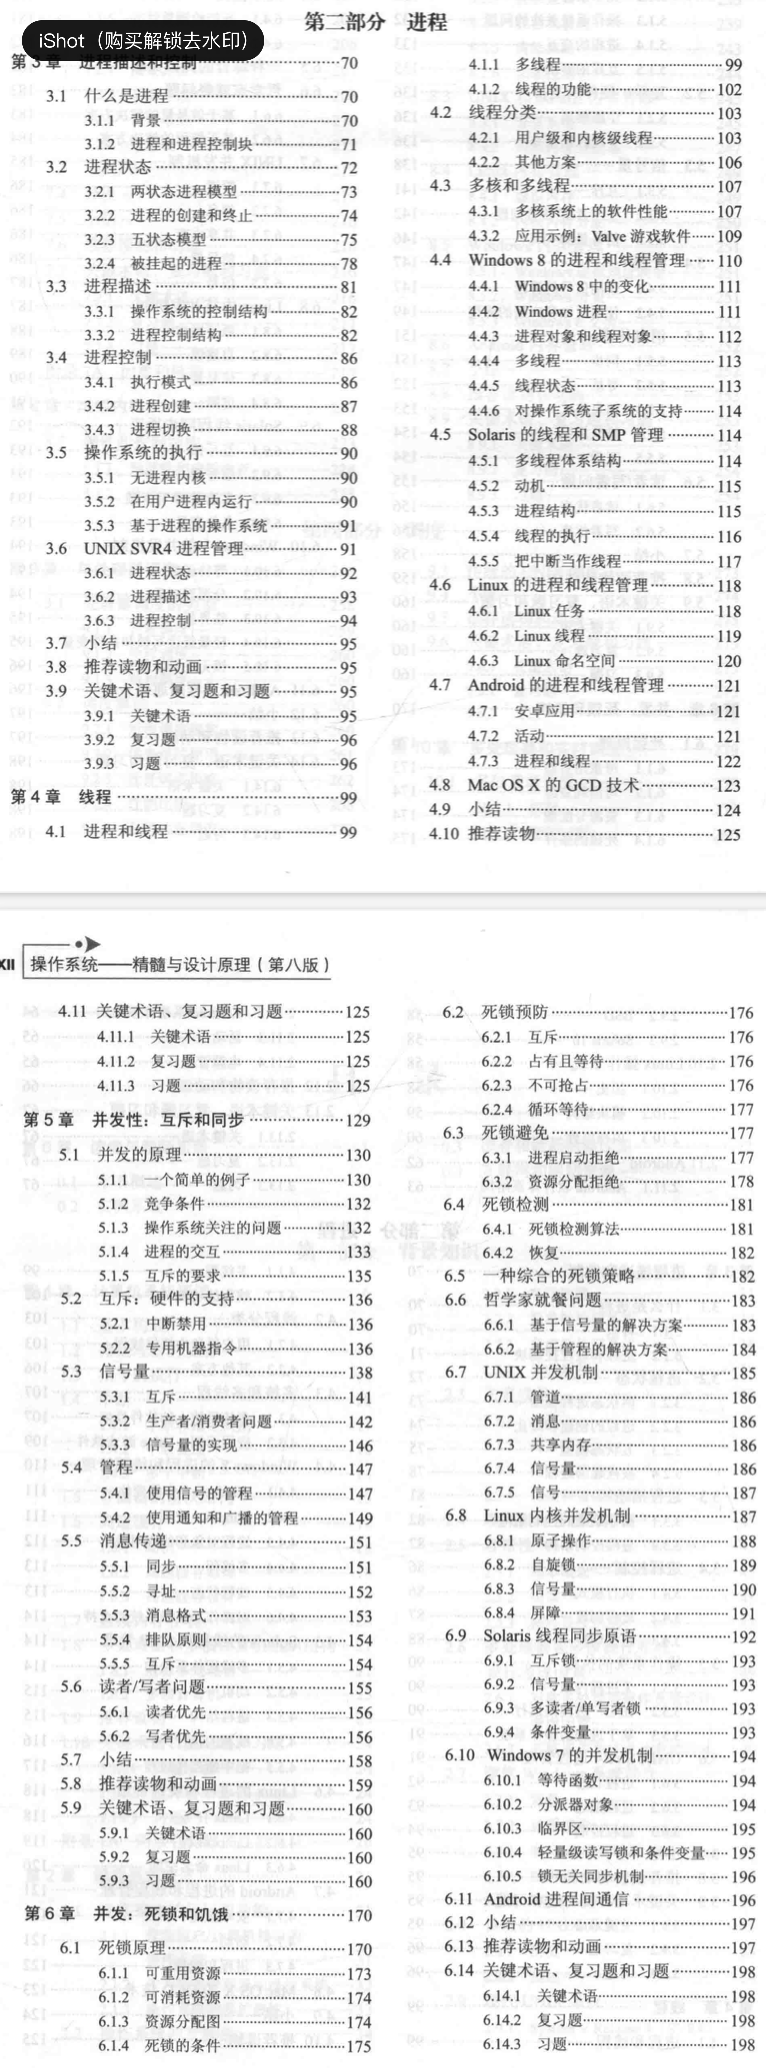 第二部分 进程
iShot（购买解锁去水印）
第3章 进程描述和控制 70
3.1 什么是进程 70
3.1.1 背景 70
3.1.2 进程和进程控制块 71
3.2 进程状态 72
3.2.1 两状态进程模型 73
3.2.2 进程的创建和终止 74
3.2.3 五状态模型 75
3.2.4 被挂起的进程 78
3.3 进程描述 81
3.3.1 操作系统的控制结构 82
3.3.2 进程控制结构 82
3.4 进程控制 86
3.4.1 执行模式 86
3.4.2 进程创建 87
3.4.3 进程切换 88
3.5 操作系统的执行 90
3.5.1 无进程内核 90
3.5.2 在用户进程内运行 90
3.5.3 基于进程的操作系统 91
3.6 UNIX SVR4 进程管理 91
3.6.1 进程状态 92
3.6.2 进程描述 93
3.6.3 进程控制 94
3.7 小结 95
3.8 推荐读物和动画 95
3.9 关键术语、复习题和习题 95
3.9.1 关键术语 95
3.9.2 复习题 96
3.9.3 习题 96
第4章 线程 99
4.1 进程和线程 99
4.1.1 多线程 99
4.1.2 线程的功能 102
4.2 线程分类 103
4.2.1 用户级和内核级线程 103
4.2.2 其他方案 106
4.3 多核和多线程 107
4.3.1 多核系统上的软件性能 107
4.3.2 应用示例：Valve 游戏软件 109
4.4 Windows 8 的进程和线程管理 110
4.4.1 Windows 8 中的变化 111
4.4.2 Windows 进程 111
4.4.3 进程对象和线程对象 112
4.4.4 多线程 113
4.4.5 线程状态 113
4.4.6 对操作系统子系统的支持 114
4.5 Solaris 的线程和 SMP 管理 114
4.5.1 多线程体系结构 114
4.5.2 动机 115
4.5.3 进程结构 115
4.5.4 线程的执行 116
4.5.5 把中断当作线程 117
4.6 Linux 的进程和线程管理 118
4.6.1 Linux 任务 118
4.6.2 Linux 线程 119
4.6.3 Linux 命名空间 120
4.7 Android 的进程和线程管理 121
4.7.1 安卓应用 121
4.7.2 活动 121
4.7.3 进程和线程 122
4.8 Mac OS X 的 GCD 技术 123
4.9 小结 124
4.10 推荐读物 125
XII 操作系统——精髓与设计原理（第八版）
4.11 关键术语、复习题和习题 125
4.11.1 关键术语 125
4.11.2 复习题 125
4.11.3 习题 125
第5章 并发性：互斥和同步 129
5.1 并发的原理 130
5.1.1 一个简单的例子 130
5.1.2 竞争条件 132
5.1.3 操作系统关注的问题 132
5.1.4 进程的交互 133
5.1.5 互斥的要求 135
5.2 互斥：硬件的支持 136
5.2.1 中断禁用 136
5.2.2 专用机器指令 136
5.3 信号量 138
5.3.1 互斥 141
5.3.2 生产者/消费者问题 142
5.3.3 信号量的实现 146
5.4 管程 147
5.4.1 使用信号的管程 147
5.4.2 使用通知和广播的管程 149
5.5 消息传递 151
5.5.1 同步 151
5.5.2 寻址 152
5.5.3 消息格式 153
5.5.4 排队原则 154
5.5.5 互斥 154
5.6 读者/写者问题 155
5.6.1 读者优先 156
5.6.2 写者优先 156
5.7 小结 158
5.8 推荐读物和动画 159
5.9 关键术语、复习题和习题 160
5.9.1 关键术语 160
5.9.2 复习题 160
5.9.3 习题 160
第6章 并发：死锁和饥饿 170
6.1 死锁原理 170
6.1.1 可重用资源 173
6.1.2 可消耗资源 174
6.1.3 资源分配图 174
6.1.4 死锁的条件 175
6.2 死锁预防 176
6.2.1 互斥 176
6.2.2 占有且等待 176
6.2.3 不可抢占 176
6.2.4 循环等待 177
6.3 死锁避免 177
6.3.1 进程启动拒绝 177
6.3.2 资源分配拒绝 178
6.4 死锁检测 181
6.4.1 死锁检测算法 181
6.4.2 恢复 182
6.5 一种综合的死锁策略 182
6.6 哲学家就餐问题 183
6.6.1 基于信号量的解决方案 183
6.6.2 基于管程的解决方案 184
6.7 UNIX 并发机制 185
6.7.1 管道 186
6.7.2 消息 186
6.7.3 共享内存 186
6.7.4 信号量 186
6.7.5 信号 187
6.8 Linux 内核并发机制 187
6.8.1 原子操作 188
6.8.2 自旋锁 189
6.8.3 信号量 190
6.8.4 屏障 191
6.9 Solaris 线程同步原语 192
6.9.1 互斥锁 193
6.9.2 信号量 193
6.9.3 多读者/单写者锁 193
6.9.4 条件变量 193
6.10 Windows 7 的并发机制 194
6.10.1 等待函数 194
6.10.2 分派器对象 194
6.10.3 临界区 195
6.10.4 轻量级读写锁和条件变量 195
6.10.5 锁无关同步机制 196
6.11 Android 进程间通信 196
6.12 小结 197
6.13 推荐读物和动画 197
6.14 关键术语、复习题和习题 198
6.14.1 关键术语 198
6.14.2 复习题 198
6.14.3 习题 198